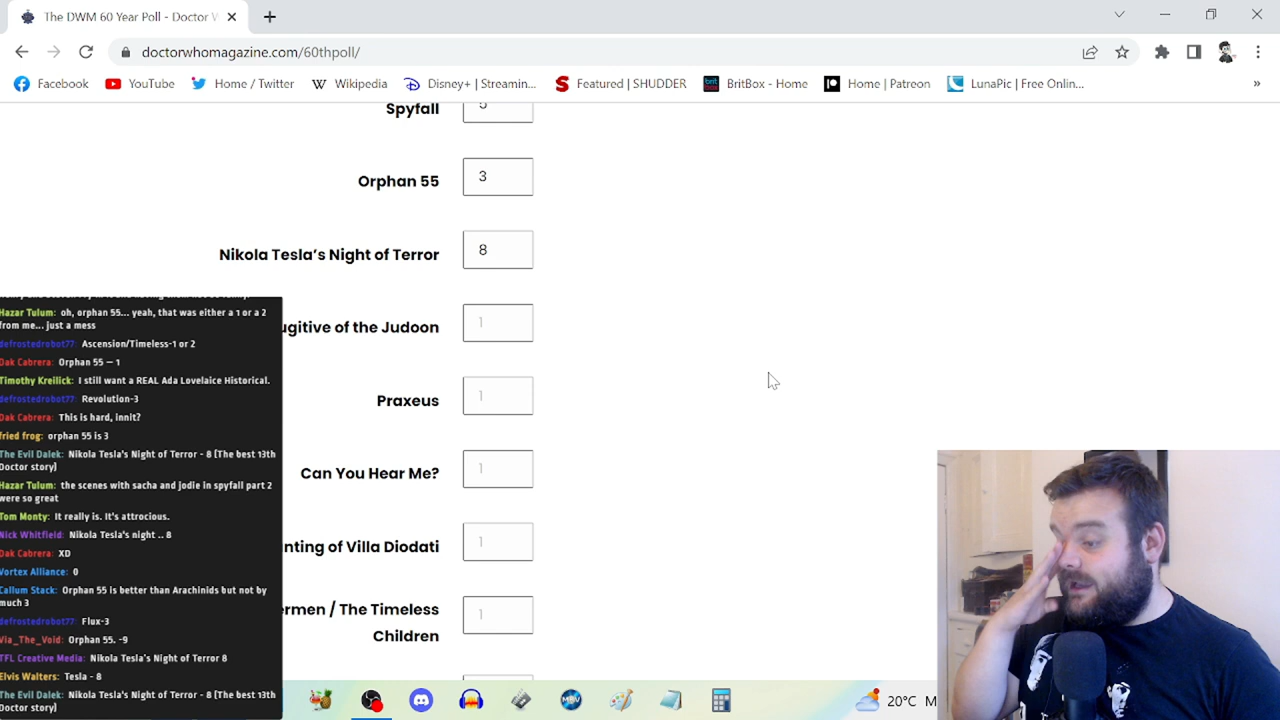 The DWM 60 Year Poll - Doctor W
doctorwhomagazine.com/60thpoll/
Facebook YouTube Home / Twitter Wikipedia Disney+ | Streamin... Featured | SHUDDER BritBox - Home Home | Patreon LunaPic | Free Onlin... »
Spyfall 5
Orphan 55 3
Nikola Tesla's Night of Terror 8
ugitive of the Judoon 1
Praxeus 1
Can You Hear Me? 1
nting of Villa Diodati 1
ermen / The Timeless
Children 1
Hazar Tulum: oh, orphan 55... yeah, that was either a 1 or a 2
from me... just a mess
defrostedrobot77: Ascension/Timeless-1 or 2
Dak Cabrera: Orphan 55 – 1
Timothy Kreilick: I still want a REAL Ada Lovelaice Historical.
defrostedrobot77: Revolution-3
Dak Cabrera: This is hard, innit?
fried frog: orphan 55 is 3
The Evil Dalek: Nikola Tesla's Night of Terror - 8 (The best 13th
Doctor story)
Hazar Tulum: the scenes with sacha and jodie in spyfall part 2
were so great
Tom Monty: It really is. It's attrocious.
Nick Whitfield: Nikola Tesla's night .. 8
Dak Cabrera: XD
Vortex Alliance: 0
Callum Stack: Orphan 55 is better than Arachinids but not by
much 3
defrostedrobot77: Flux-3
Via_The_Void: Orphan 55. -9
TFL Creative Media: Nikola Tesla's Night of Terror 8
Elvis Walters: Tesla - 8
The Evil Dalek: Nikola Tesla's Night of Terror - 8 (The best 13th
Doctor story)
20°C M